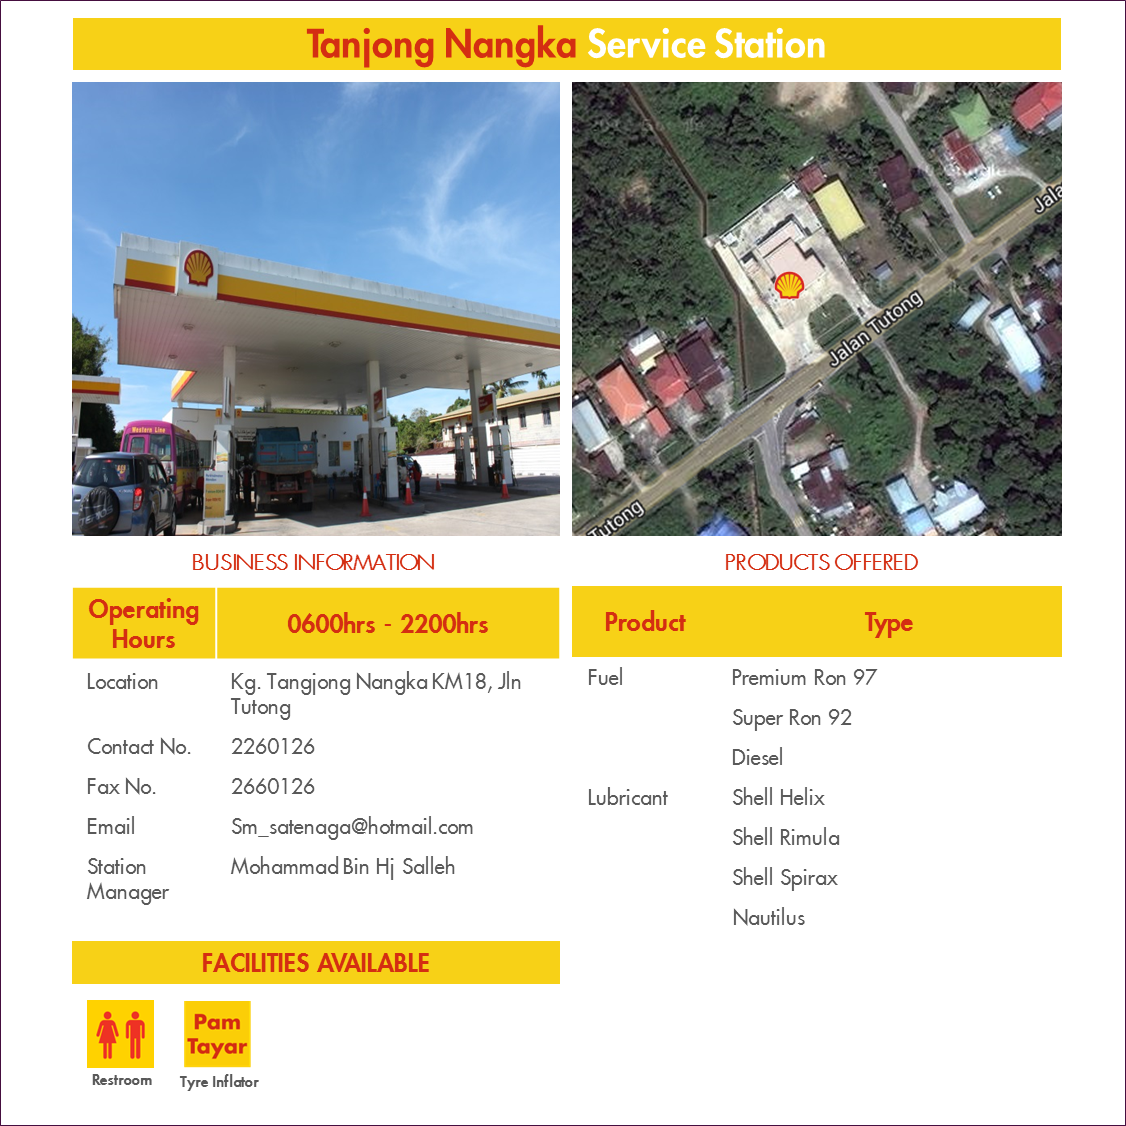 Tanjong Nangka Service Station
Western Line
Jala
Jalan Tutong
Tutong
BUSINESS INFORMATION
Operating
Hours
0600hrs - 2200hrs
Location
Kg. Tangjong Nangka KM18, Jln
Tutong
Contact No.
2260126
Fax No.
2660126
Email
Sm_satenaga@hotmail.com
Station
Manager
Mohammad Bin Hj Salleh
PRODUCTS OFFERED
Product Type
Fuel
Premium Ron 97
Super Ron 92
Diesel
Lubricant
Shell Helix
Shell Rimula
Shell Spirax
Nautilus
FACILITIES AVAILABLE
Pam
Tayar
Restroom
Tyre Inflator